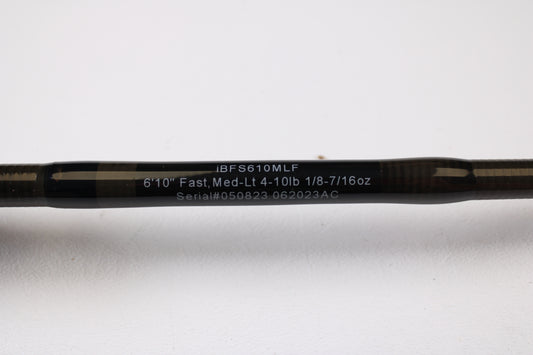 iBFS610MLF
6'10" Fast, Med-Lt 4-10lb 1/8-7/16oz
Serial#050823 062023AC